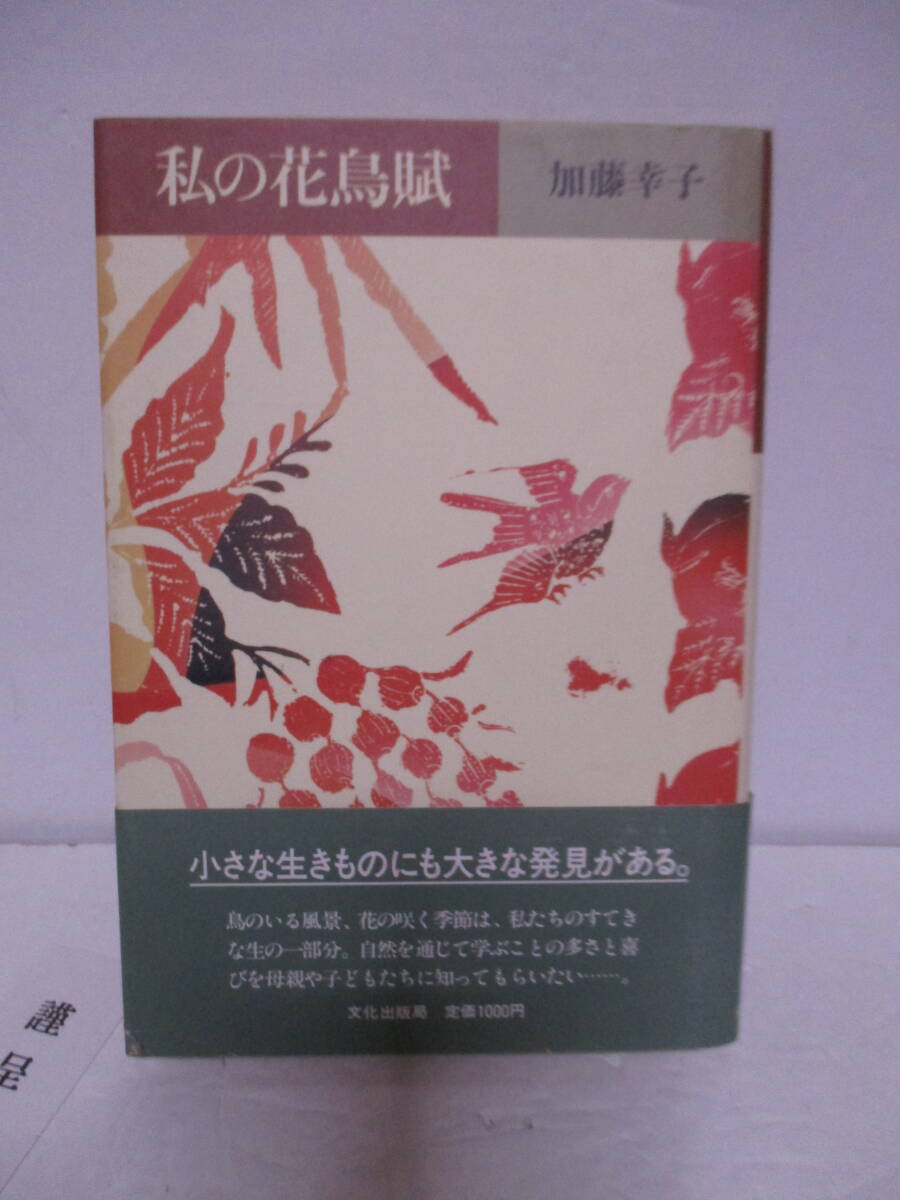 私の花鳥賦
加藤幸子
小さな生きものにも大きな発見がある。
鳥のいる風景、花の咲く季節は、私たちのすてき
な生の一部分。自然を通じて学ぶことの多さと喜
びを母親や子どもたちに知ってもらいたい……。
文化出版局 定価1000円
謹呈